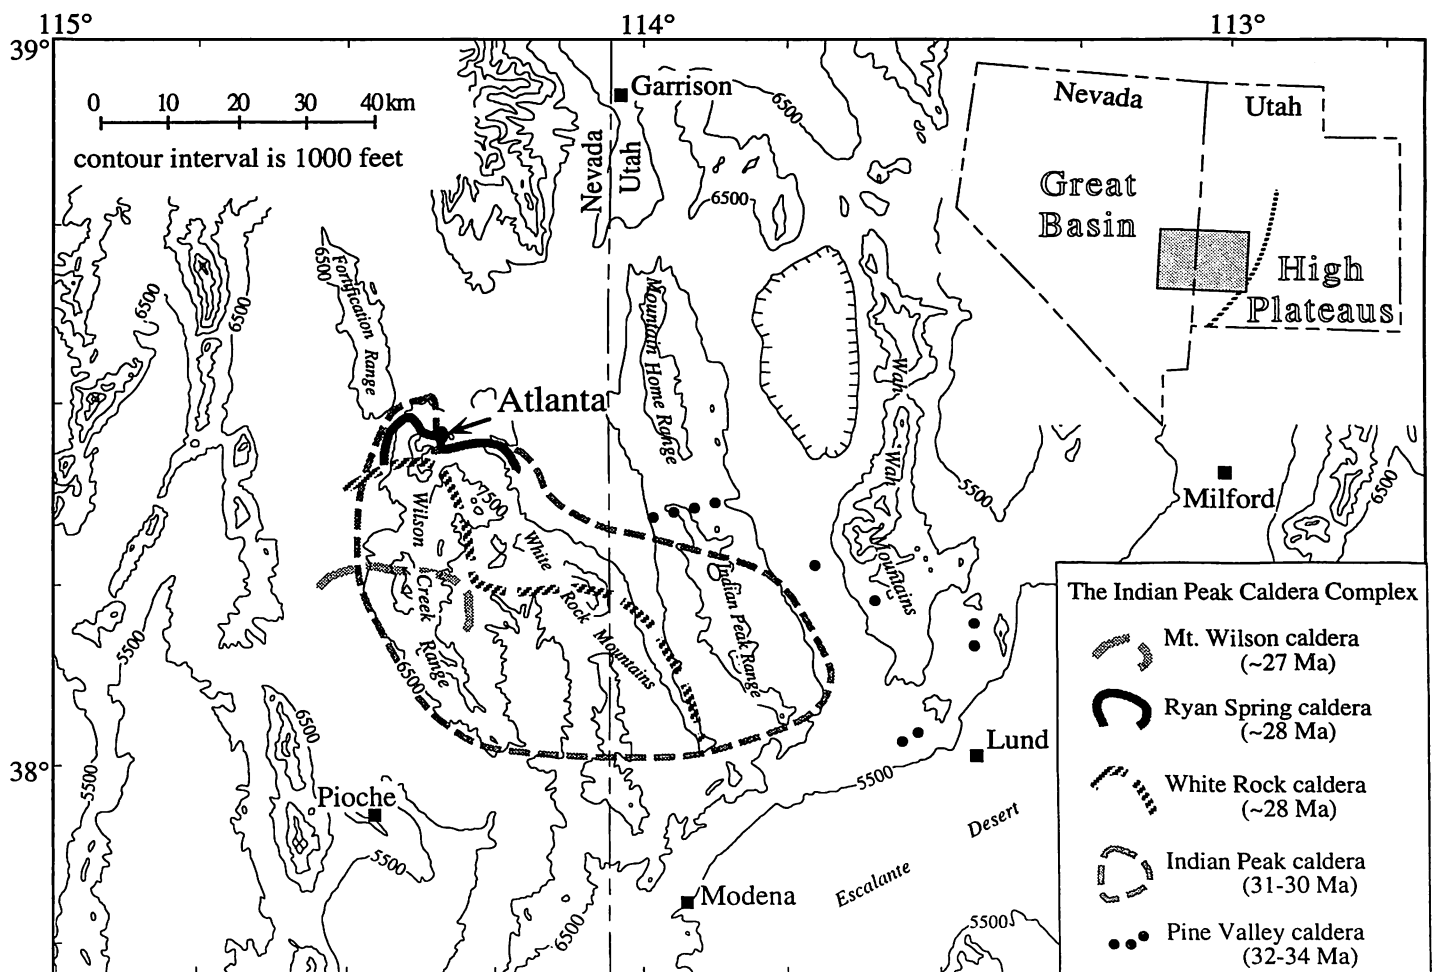 115°
114°
113°
39°
Garrison
0 10 20 30 40 km
contour interval is 1000 feet
Nevada
Utah
6500
6500
Nevada
Utah
Great
Basin
High
Plateaus
6500
Fortification Range
6500
6500
Mountain Home Range
Wah
Wah
Mountains
Atlanta
7500
Wilson
Creek
Range
White
Rock
Mountains
Indian Peak Range
5500
Milford
6500
5500
6500
6500
5500
38°
Pioche
5500
Lund
5500
Desert
Escalante
Modena
6500
5500
The Indian Peak Caldera Complex
Mt. Wilson caldera
(~27 Ma)
Ryan Spring caldera
(~28 Ma)
White Rock caldera
(~28 Ma)
Indian Peak caldera
(31-30 Ma)
Pine Valley caldera
(32-34 Ma)